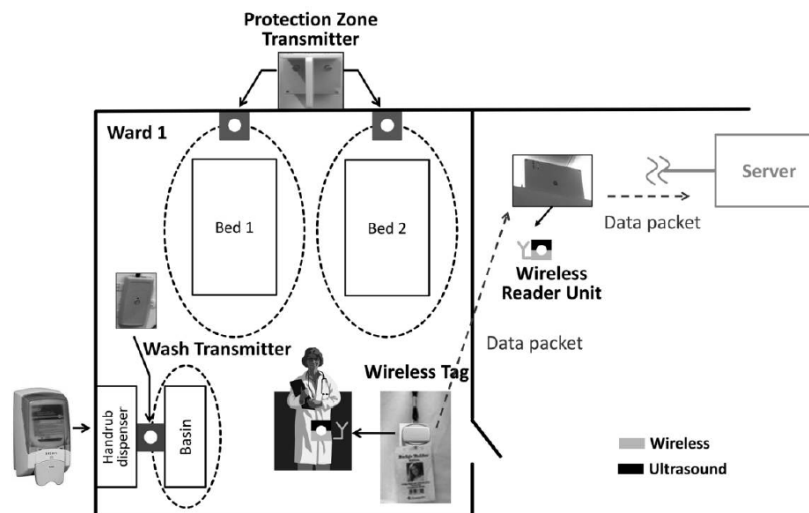 Protection Zone
Transmitter
Ward 1
Bed 1
Bed 2
Server
Data packet
Wireless
Reader Unit
Wash Transmitter
Data packet
Wireless Tag
Handrub
dispenser
Basin
Wireless
Ultrasound